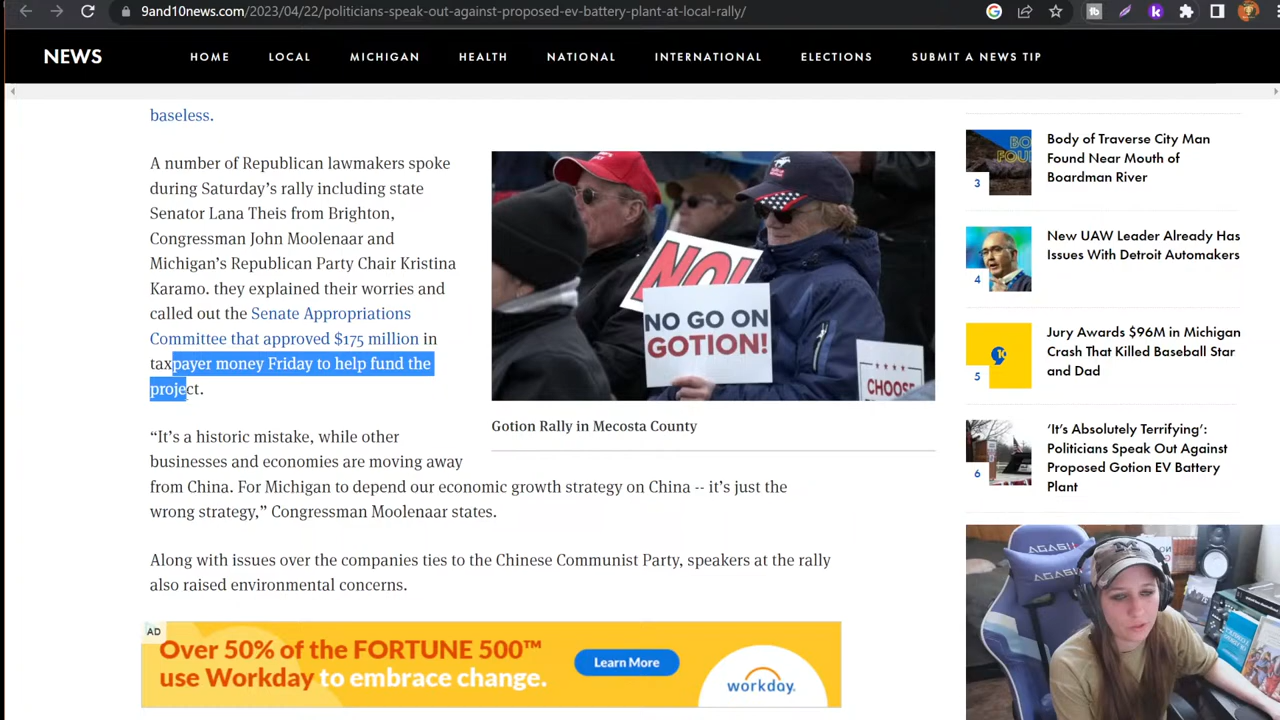 9and10news.com/2023/04/22/politicians-speak-out-against-proposed-ev-battery-plant-at-local-rally/
NEWS
HOME
LOCAL
MICHIGAN
HEALTH
NATIONAL
INTERNATIONAL
ELECTIONS
SUBMIT A NEWS TIP
baseless.
A number of Republican lawmakers spoke
during Saturday’s rally including state
Senator Lana Theis from Brighton,
Congressman John Moolenaar and
Michigan’s Republican Party Chair Kristina
Karamo. they explained their worries and
called out the Senate Appropriations
Committee that approved $175 million in
taxpayer money Friday to help fund the
project.
NO!
NO GO ON
GOTION!
CHOOSE
Gotion Rally in Mecosta County
“It’s a historic mistake, while other
businesses and economies are moving away
from China. For Michigan to depend our economic growth strategy on China -- it’s just the
wrong strategy,” Congressman Moolenaar states.
Along with issues over the companies ties to the Chinese Communist Party, speakers at the rally
also raised environmental concerns.
AD
Over 50% of the FORTUNE 500™
use Workday to embrace change.
Learn More
workday.
3
Body of Traverse City Man
Found Near Mouth of
Boardman River
4
New UAW Leader Already Has
Issues With Detroit Automakers
5
Jury Awards $96M in Michigan
Crash That Killed Baseball Star
and Dad
6
‘It’s Absolutely Terrifying’:
Politicians Speak Out Against
Proposed Gotion EV Battery
Plant
AGASI
M